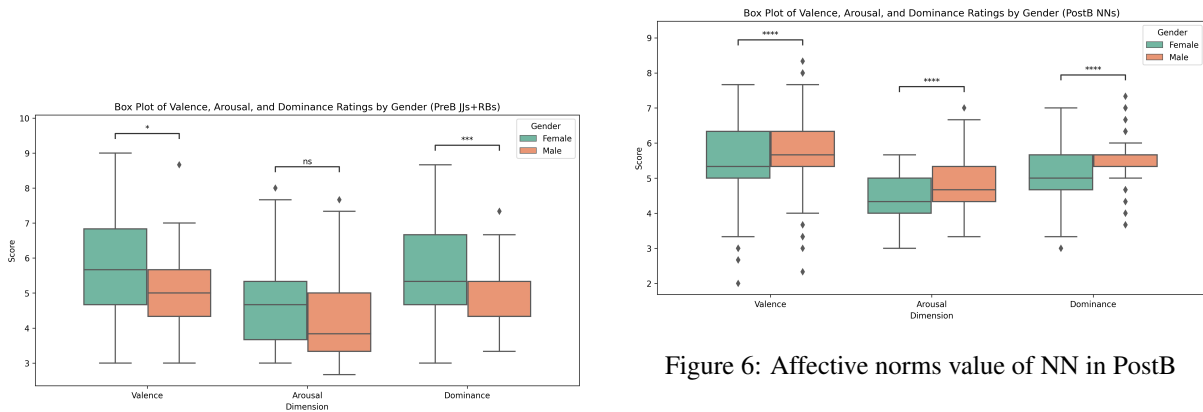 Box Plot of Valence, Arousal, and Dominance Ratings by Gender (PreB JJs+RBs)
10
9
8
7
6
5
4
3
Score
*
ns
***
Gender
Female
Male
Valence
Arousal
Dominance
Dimension
Box Plot of Valence, Arousal, and Dominance Ratings by Gender (PostB NNs)
9
8
7
6
5
4
3
2
Score
****
****
****
Gender
Female
Male
Valence
Arousal
Dominance
Dimension
Figure 6: Affective norms value of NN in PostB